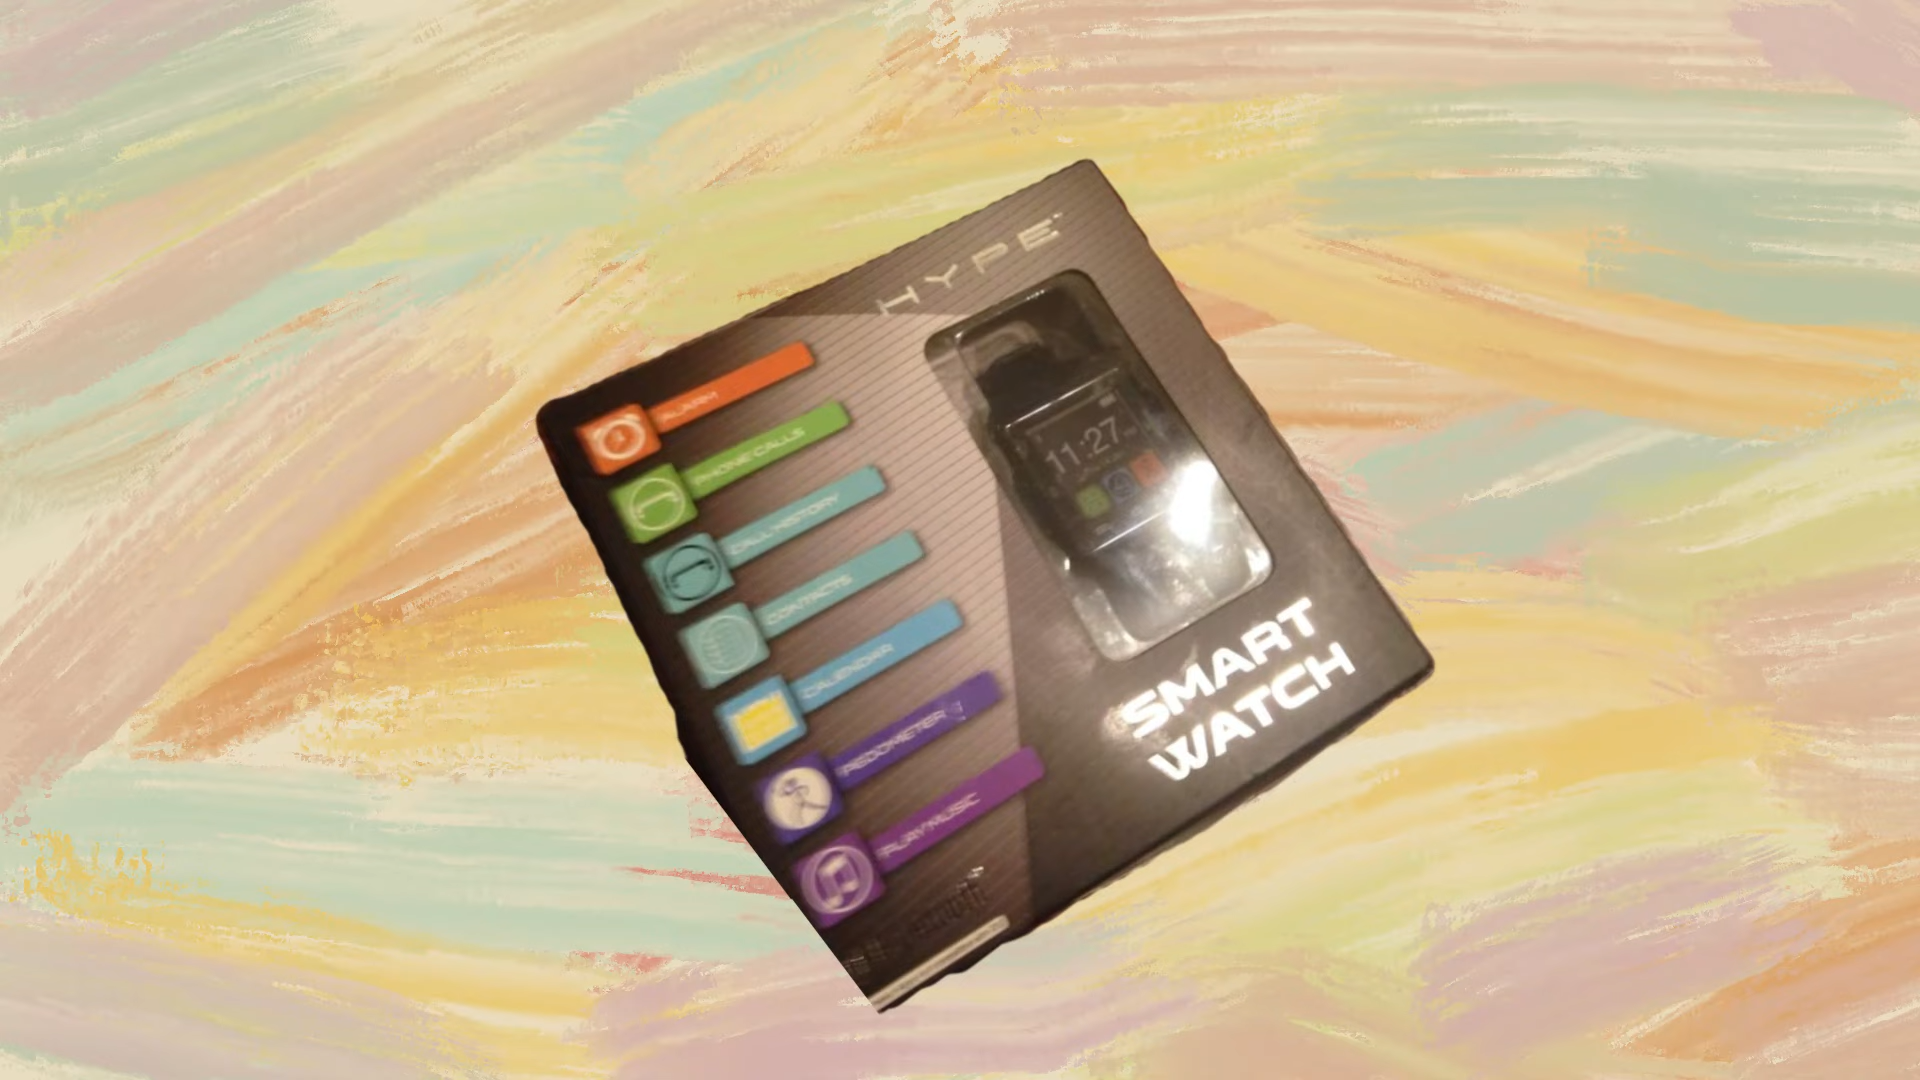 HYPE
ALARM
PHONE CALLS
CALL HISTORY
CONTACTS
CALENDAR
PEDOMETER
PLAY MUSIC
11:27
SMART
WATCH